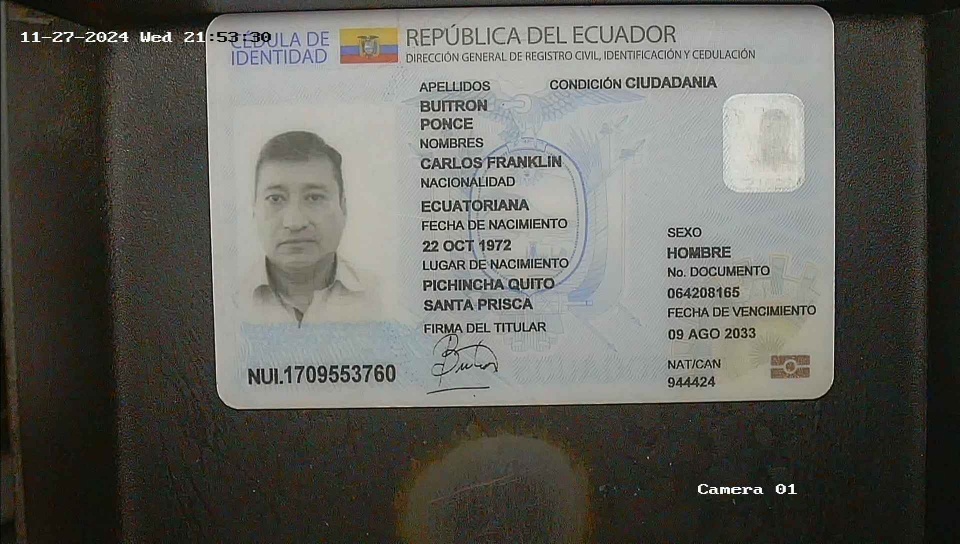 11-27-2024 Wed 21:53:30
CÉDULA DE
IDENTIDAD
REPÚBLICA DEL ECUADOR
DIRECCIÓN GENERAL DE REGISTRO CIVIL, IDENTIFICACIÓN Y CEDULACIÓN
APELLIDOS
CONDICIÓN CIUDADANIA
BUITRON
PONCE
NOMBRES
CARLOS FRANKLIN
NACIONALIDAD
ECUATORIANA
FECHA DE NACIMIENTO
22 OCT 1972
LUGAR DE NACIMIENTO
PICHINCHA QUITO
SANTA PRISCA
FIRMA DEL TITULAR
SEXO
HOMBRE
No. DOCUMENTO
064208165
FECHA DE VENCIMIENTO
09 AGO 2033
NAT/CAN
944424
NUI.1709553760
Camera 01